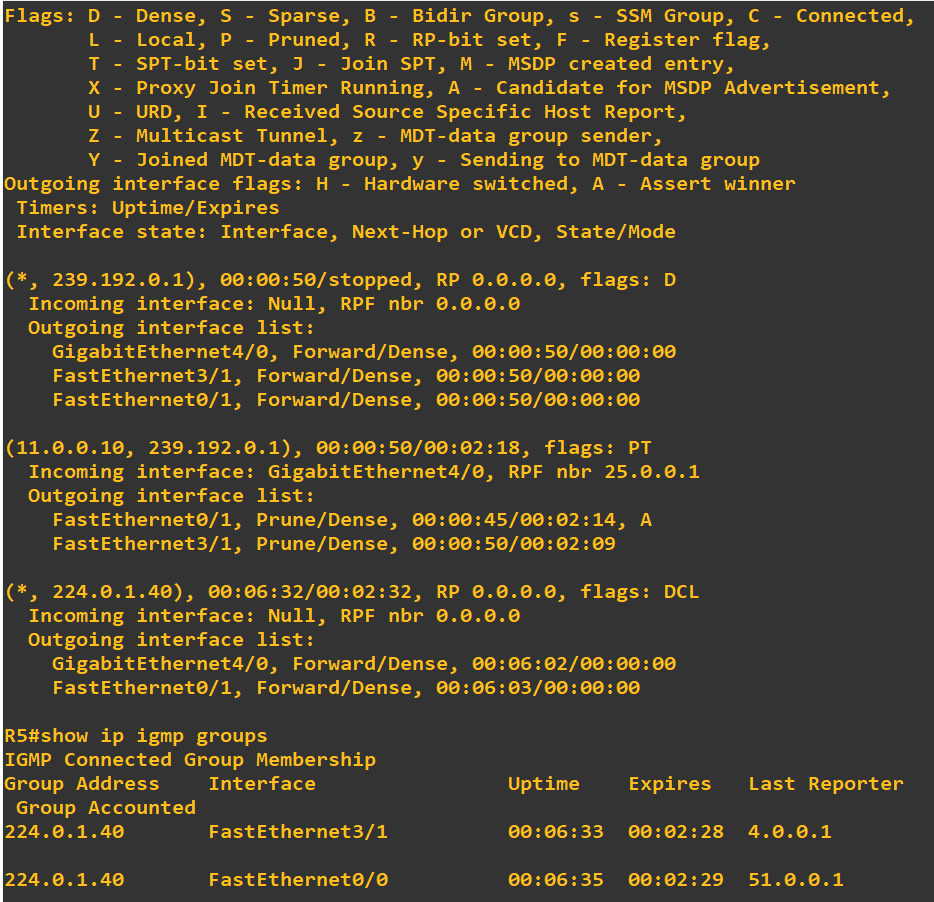 Flags: D - Dense, S - Sparse, B - Bidir Group, s - SSM Group, C - Connected,
       L - Local, P - Pruned, R - RP-bit set, F - Register flag,
       T - SPT-bit set, J - Join SPT, M - MSDP created entry,
       X - Proxy Join Timer Running, A - Candidate for MSDP Advertisement,
       U - URD, I - Received Source Specific Host Report,
       Z - Multicast Tunnel, z - MDT-data group sender,
       Y - Joined MDT-data group, y - Sending to MDT-data group
Outgoing interface flags: H - Hardware switched, A - Assert winner
 Timers: Uptime/Expires
 Interface state: Interface, Next-Hop or VCD, State/Mode

(*, 239.192.0.1), 00:00:50/stopped, RP 0.0.0.0, flags: D
  Incoming interface: Null, RPF nbr 0.0.0.0
  Outgoing interface list:
    GigabitEthernet4/0, Forward/Dense, 00:00:50/00:00:00
    FastEthernet3/1, Forward/Dense, 00:00:50/00:00:00
    FastEthernet0/1, Forward/Dense, 00:00:50/00:00:00

(11.0.0.10, 239.192.0.1), 00:00:50/00:02:18, flags: PT
  Incoming interface: GigabitEthernet4/0, RPF nbr 25.0.0.1
  Outgoing interface list:
    FastEthernet0/1, Prune/Dense, 00:00:45/00:02:14, A
    FastEthernet3/1, Prune/Dense, 00:00:50/00:02:09

(*, 224.0.1.40), 00:06:32/00:02:32, RP 0.0.0.0, flags: DCL
  Incoming interface: Null, RPF nbr 0.0.0.0
  Outgoing interface list:
    GigabitEthernet4/0, Forward/Dense, 00:06:02/00:00:00
    FastEthernet0/1, Forward/Dense, 00:06:03/00:00:00

R5#show ip igmp groups
IGMP Connected Group Membership
Group Address    Interface                Uptime    Expires   Last Reporter
 Group Accounted
224.0.1.40       FastEthernet3/1          00:06:33  00:02:28  4.0.0.1

224.0.1.40       FastEthernet0/0          00:06:35  00:02:29  51.0.0.1